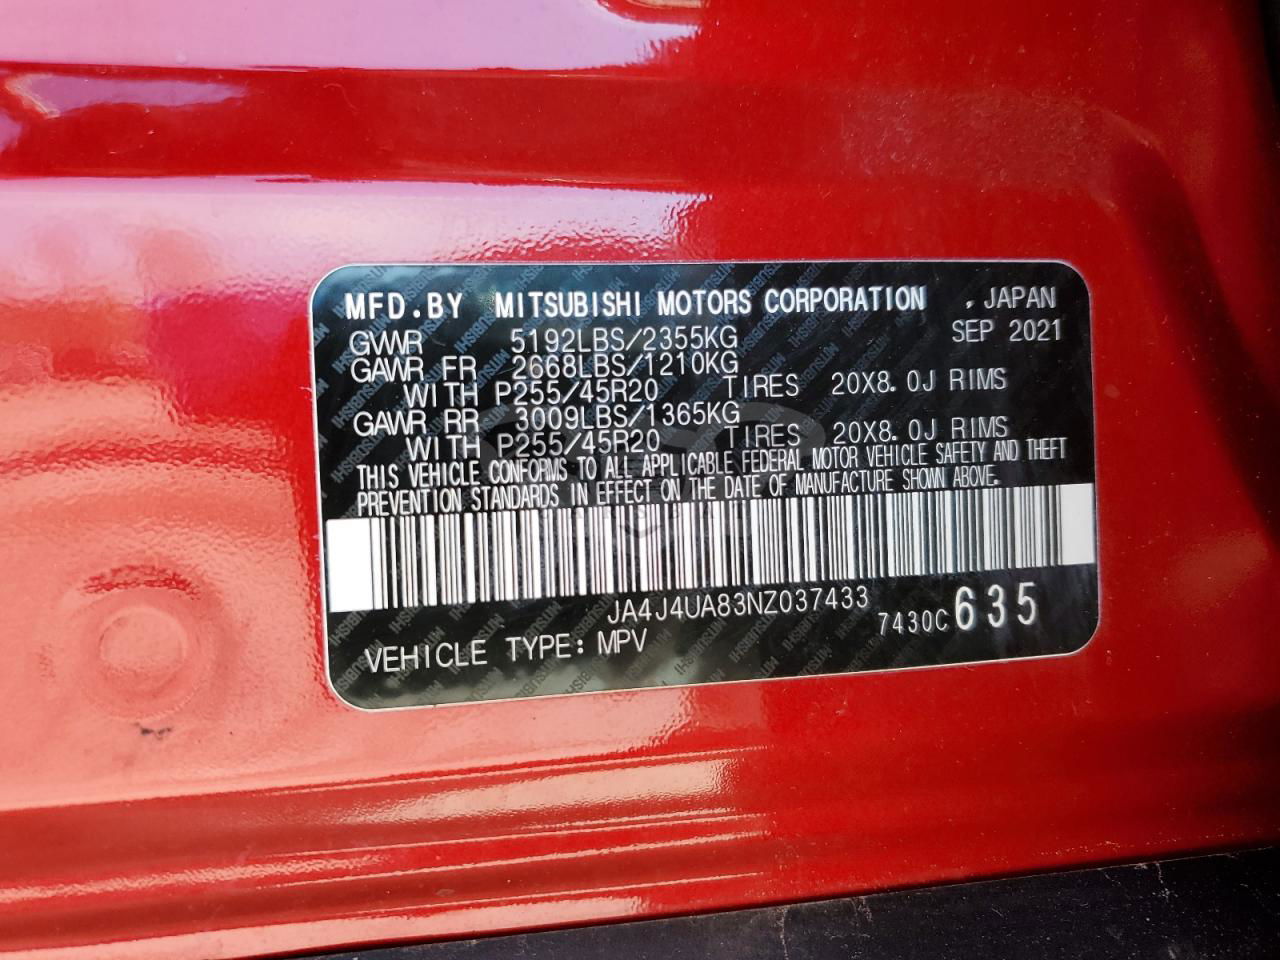 MFD.BY MITSUBISHI MOTORS CORPORATION , JAPAN
GVWR 5192LBS/2355KG SEP 2021
GAWR FR 2668LBS/1210KG
WITH P255/45R20 TIRES 20X8.0J RIMS
GAWR RR 3009LBS/1365KG
WITH P255/45R20 TIRES 20X8.0J RIMS
THIS VEHICLE CONFORMS TO ALL APPLICABLE FEDERAL MOTOR VEHICLE SAFETY AND THEFT
PREVENTION STANDARDS IN EFFECT ON THE DATE OF MANUFACTURE SHOWN ABOVE.
JA4J4UA83NZ037433
7430C 635
VEHICLE TYPE: MPV